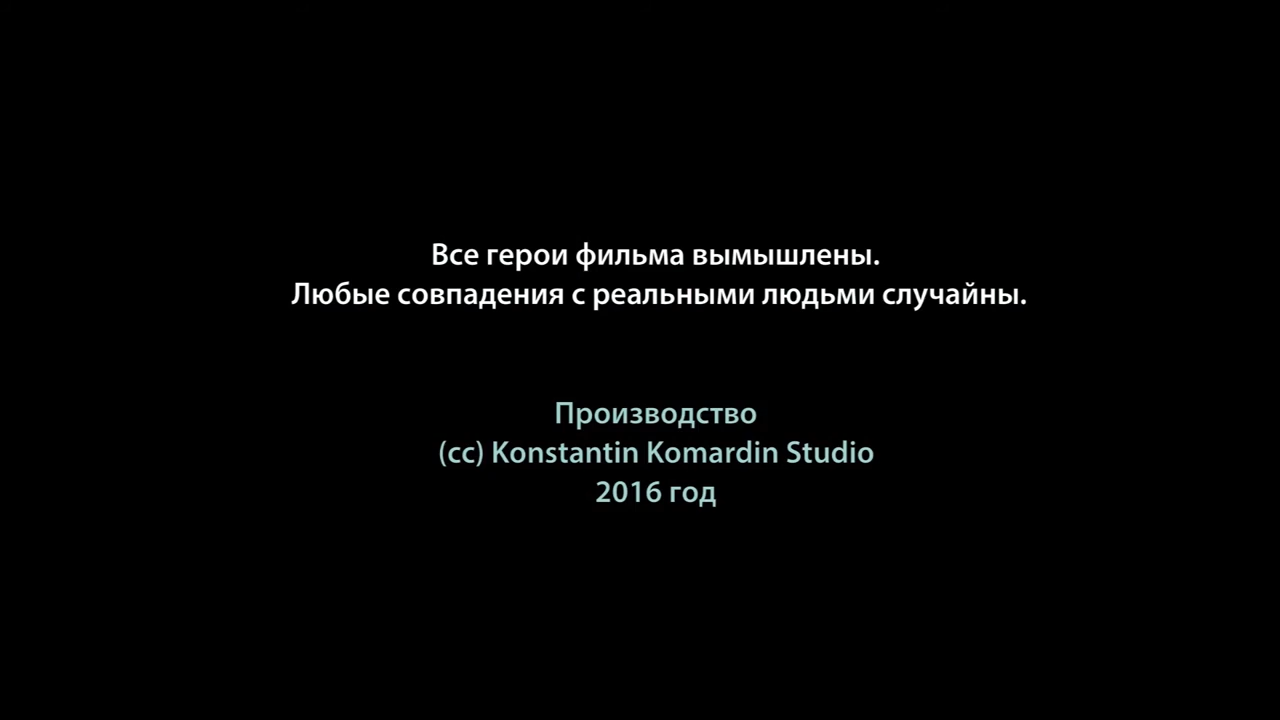 Все герои фильма вымышлены.
Любые совпадения с реальными людьми случайны.
Производство
(cc) Konstantin Komardin Studio
2016 год